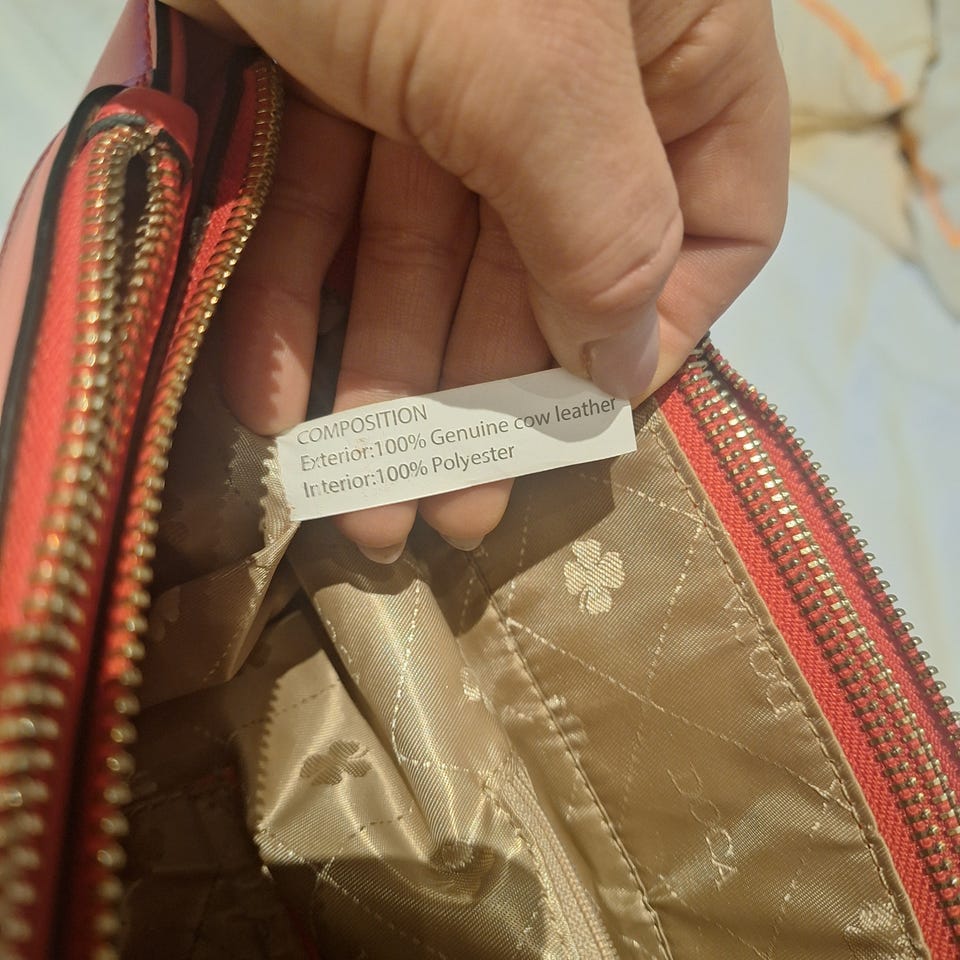 COMPOSITION
Exterior:100% Genuine cow leather
Interior:100% Polyester